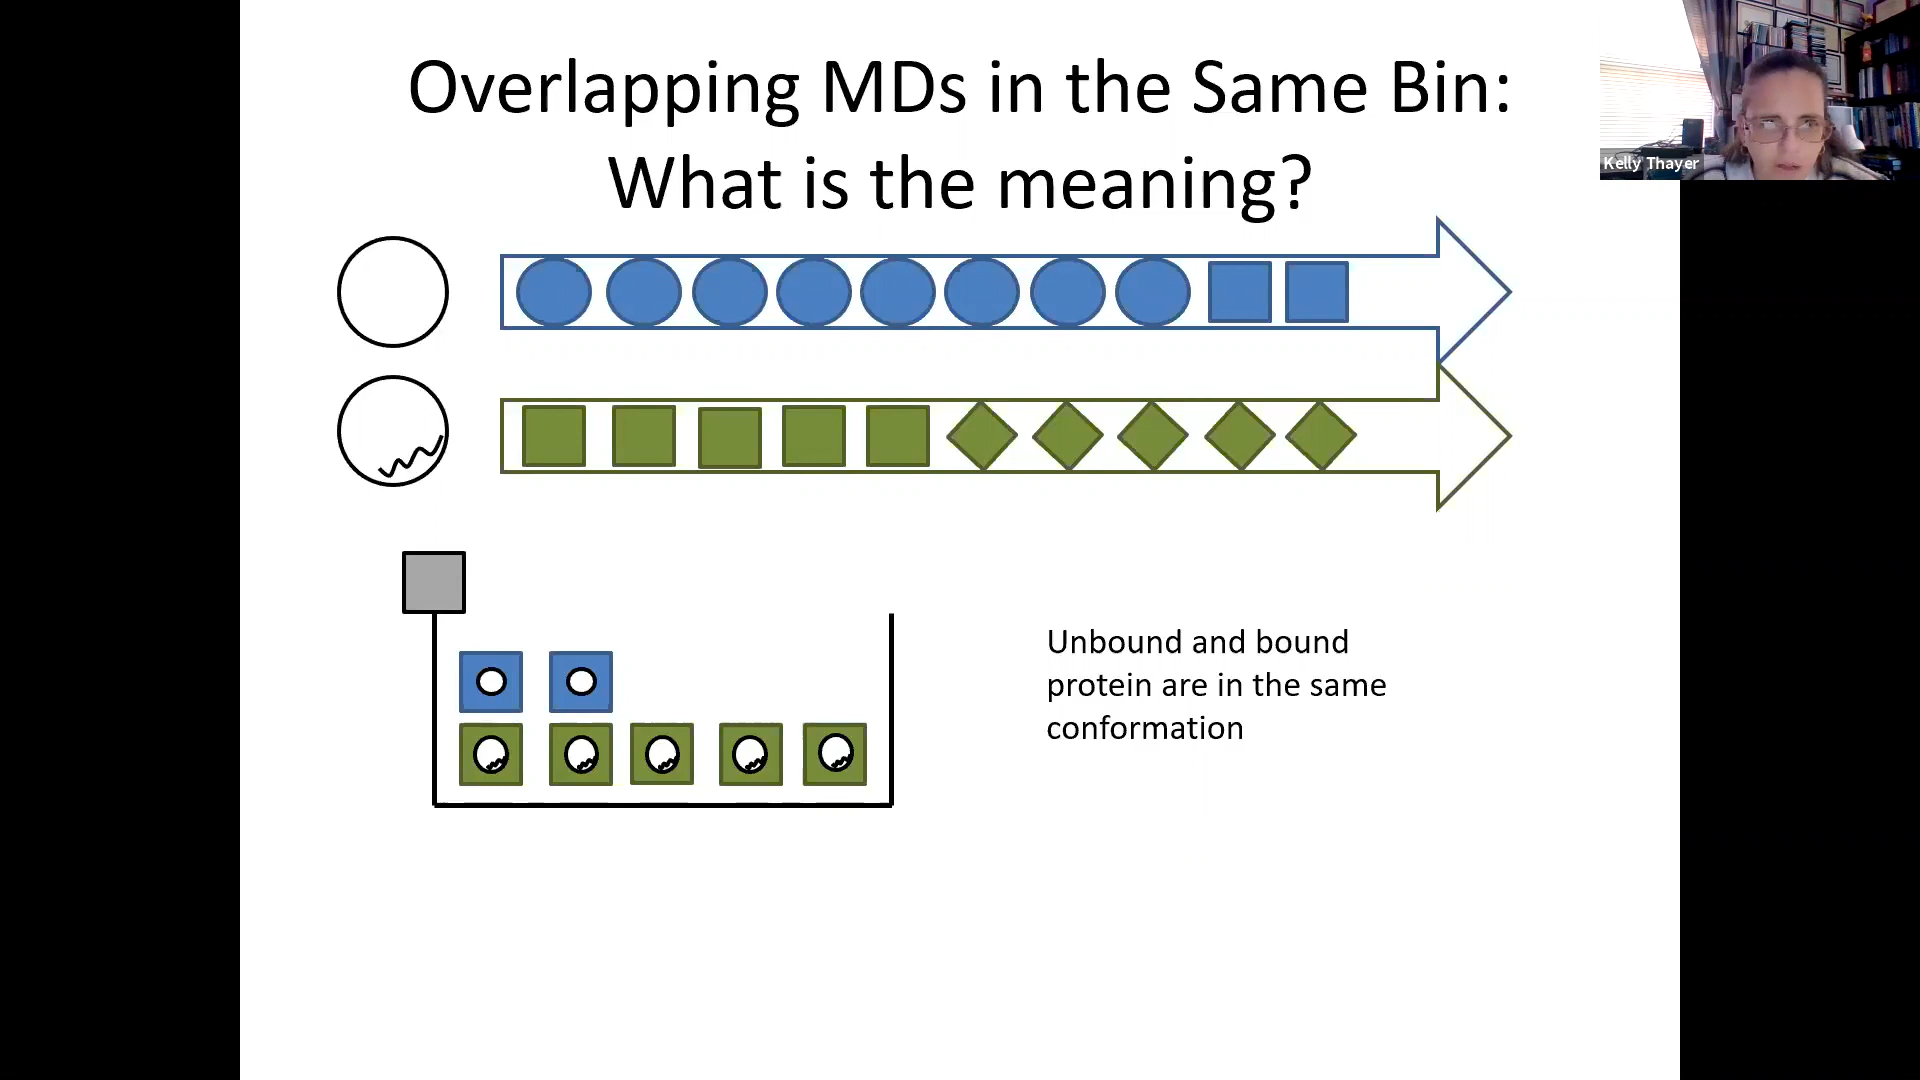 Overlapping MDs in the Same Bin:
What is the meaning?
Kelly Thayer
Unbound and bound
protein are in the same
conformation